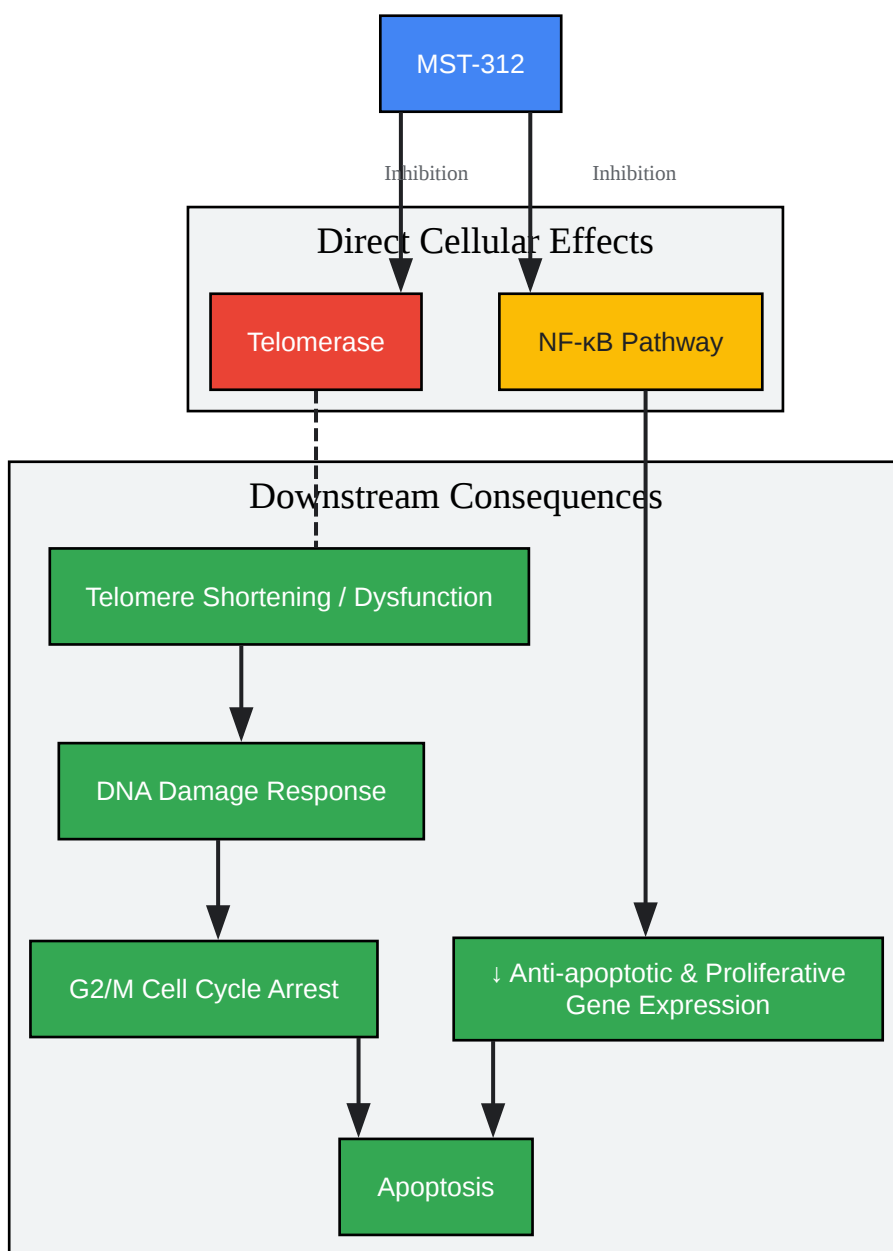 MST-312
Inhibition
Inhibition
Direct Cellular Effects
Telomerase
NF-κB Pathway
Downstream Consequences
Telomere Shortening / Dysfunction
DNA Damage Response
G2/M Cell Cycle Arrest
↓ Anti-apoptotic & Proliferative
Gene Expression
Apoptosis